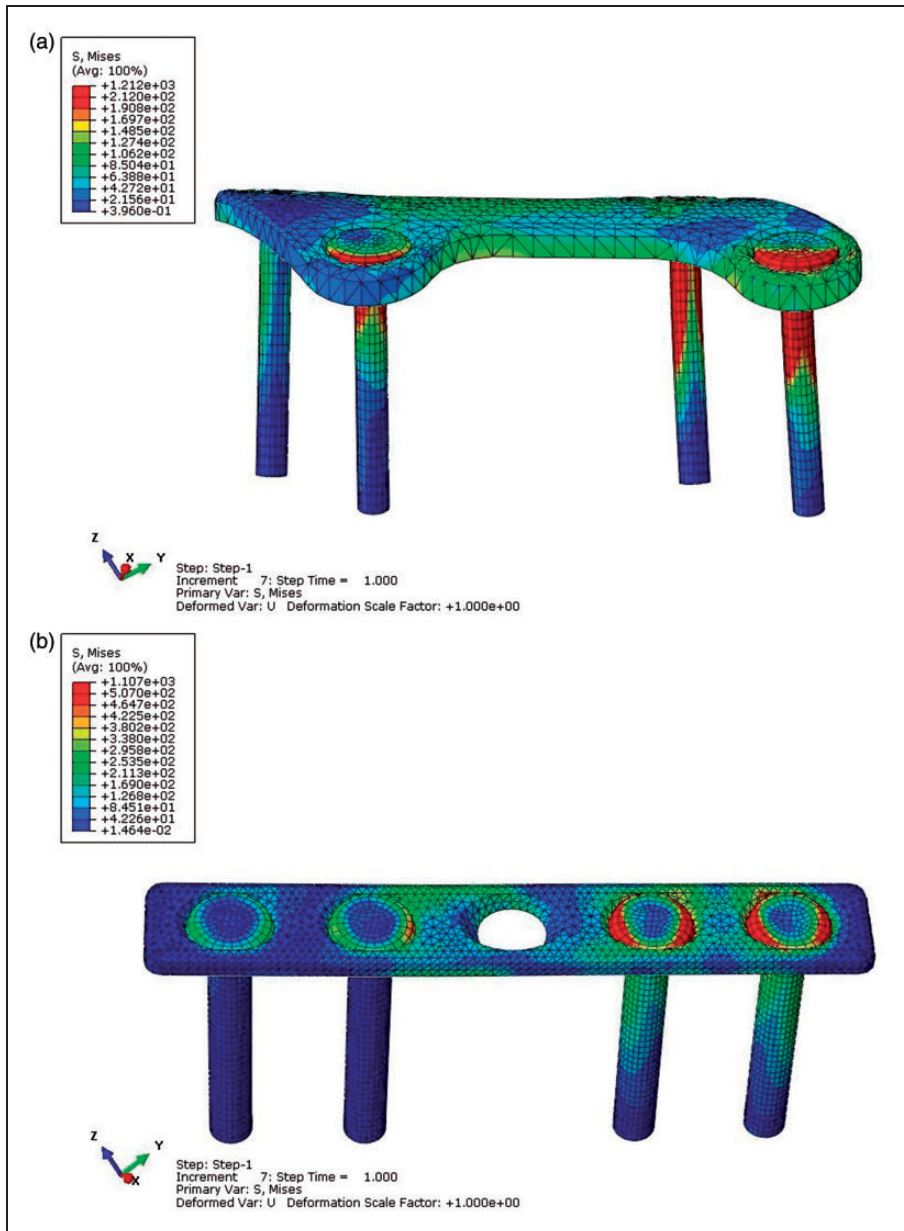 (a)
S, Mises
(Avg: 100%)
+1.212e+03
+2.120e+02
+1.908e+02
+1.697e+02
+1.485e+02
+1.274e+02
+1.062e+02
+8.504e+01
+6.388e+01
+4.272e+01
+2.156e+01
+3.960e-01
Z
X
Y
Step: Step-1
Increment 7: Step Time = 1.000
Primary Var: S, Mises
Deformed Var: U Deformation Scale Factor: +1.000e+00
(b)
S, Mises
(Avg: 100%)
+1.107e+03
+5.070e+02
+4.647e+02
+4.225e+02
+3.802e+02
+3.380e+02
+2.958e+02
+2.535e+02
+2.113e+02
+1.690e+02
+1.268e+02
+8.451e+01
+4.226e+01
+1.464e-02
Z
Y
X
Step: Step-1
Increment 7: Step Time = 1.000
Primary Var: S, Mises
Deformed Var: U Deformation Scale Factor: +1.000e+00